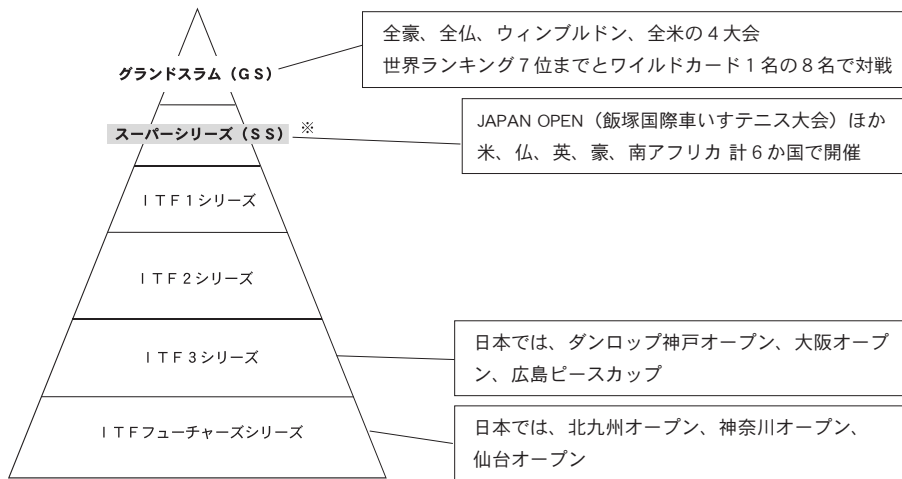 全豪、全仏、ウィンブルドン、全米の４大会
世界ランキング７位までとワイルドカード１名の８名で対戦
グランドスラム（ＧＳ）
スーパーシリーズ（ＳＳ）※
JAPAN OPEN（飯塚国際車いすテニス大会）ほか
米、仏、英、豪、南アフリカ 計６か国で開催
ＩＴＦ１シリーズ
ＩＴＦ２シリーズ
ＩＴＦ３シリーズ
日本では、ダンロップ神戸オープン、大阪オープ
ン、広島ピースカップ
ＩＴＦフューチャーズシリーズ
日本では、北九州オープン、神奈川オープン、
仙台オープン